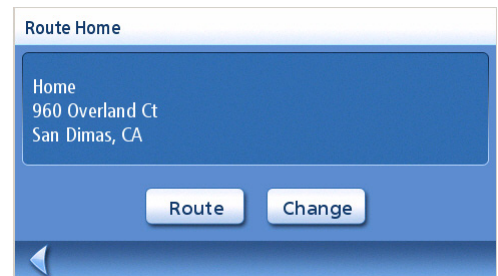 Route Home
Home
960 Overland Ct
San Dimas, CA
Route
Change